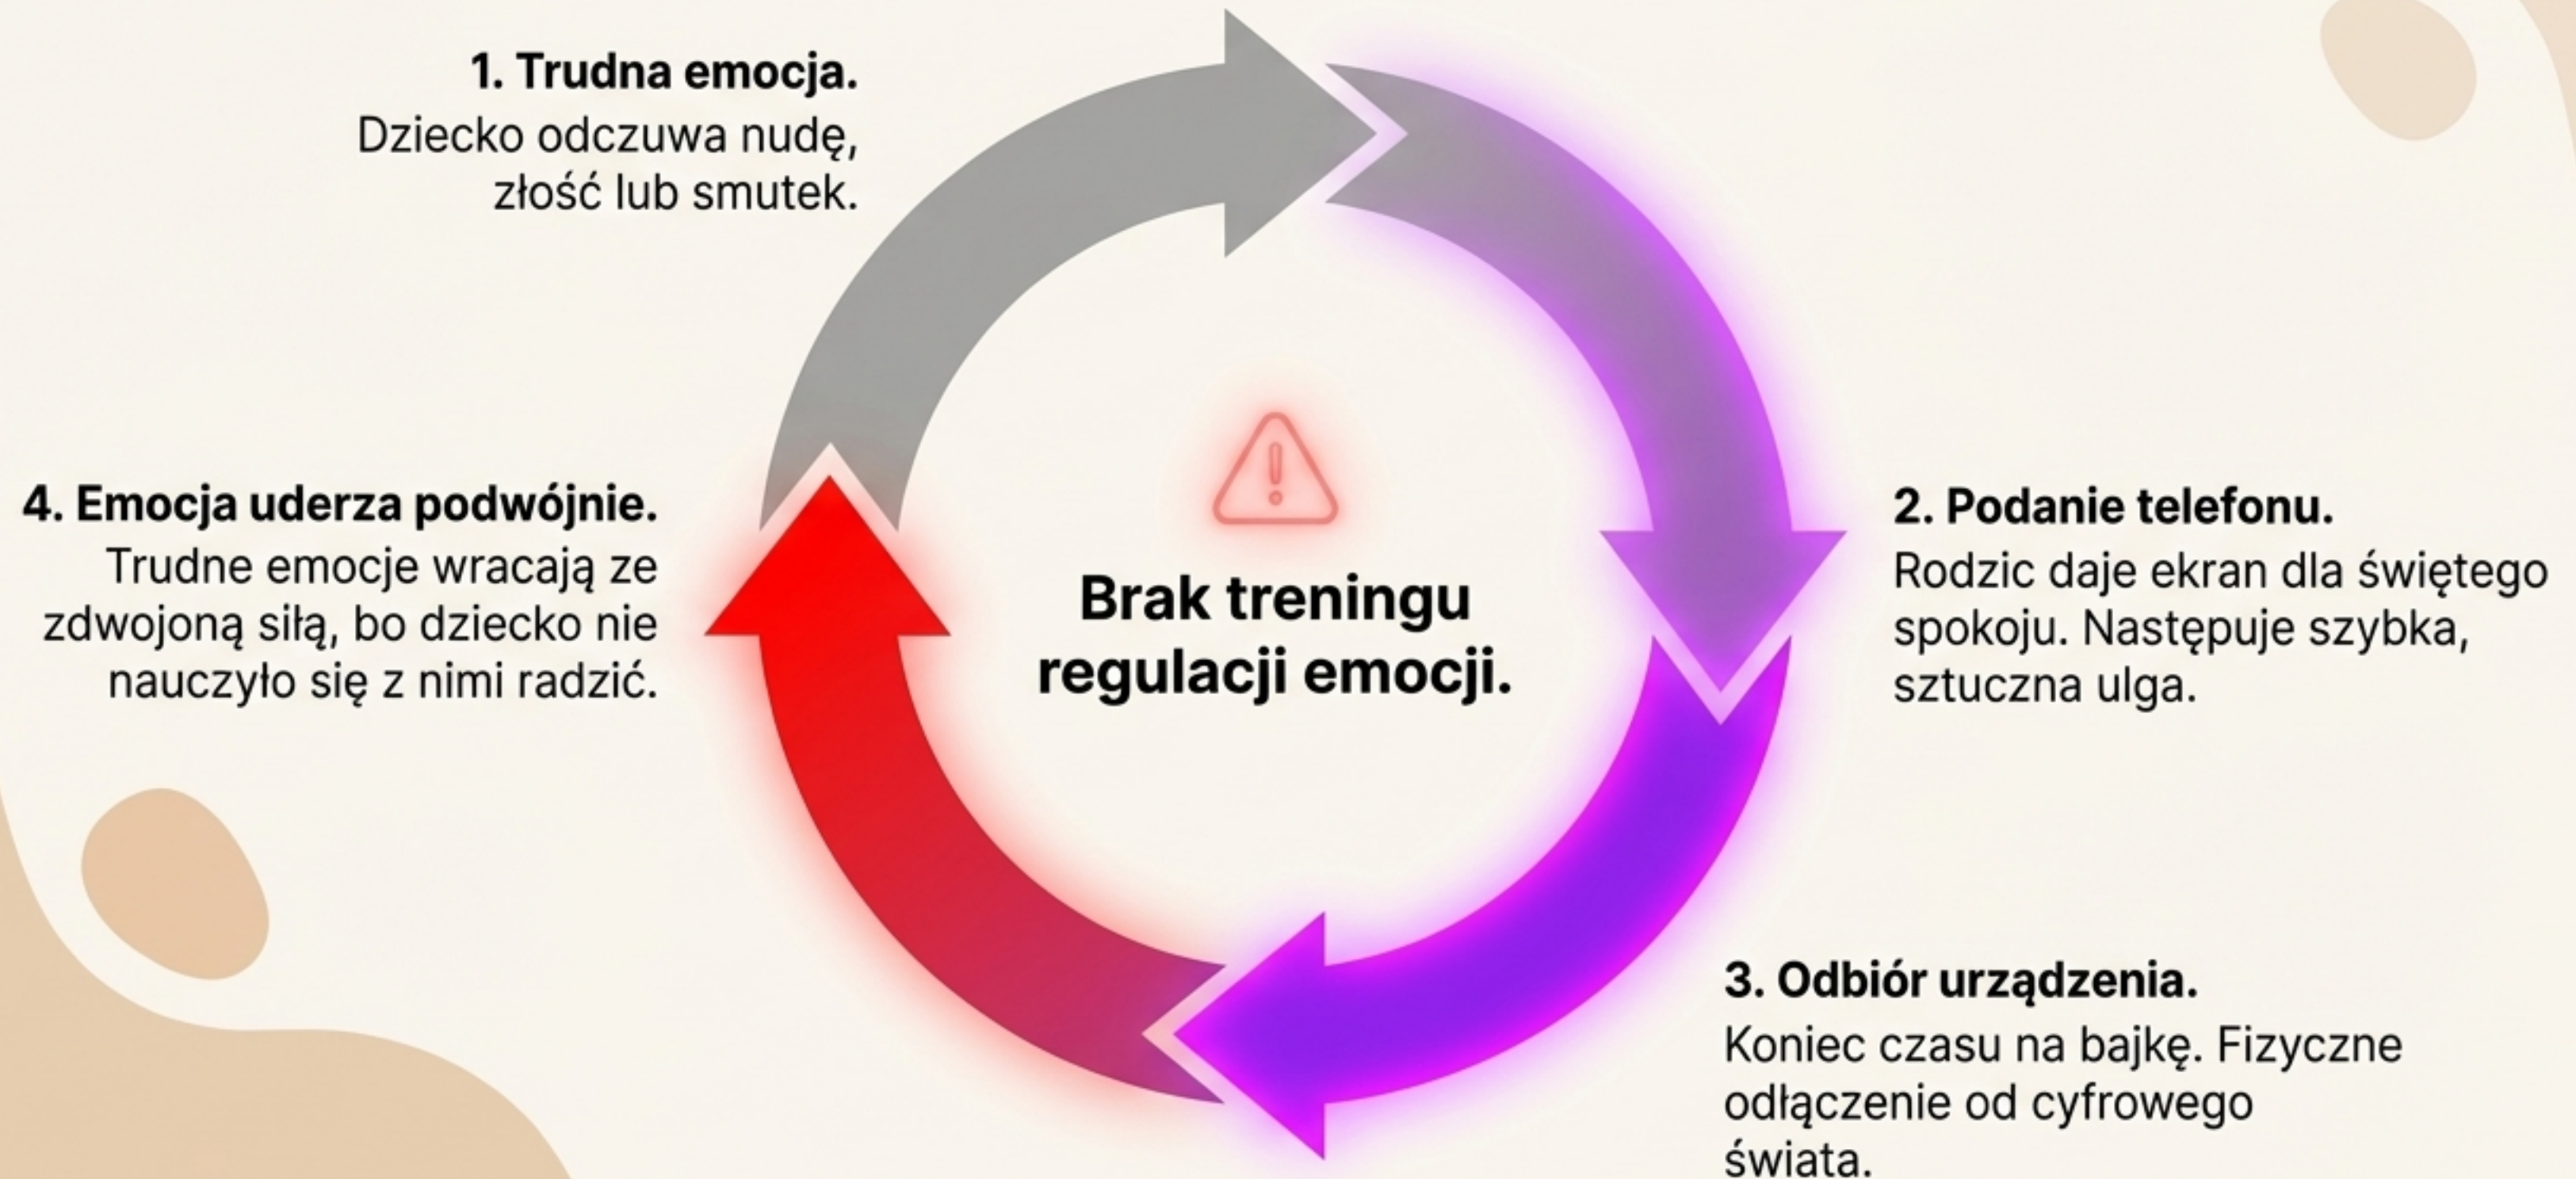 1. Trudna emocja.
Dziecko odczuwa nudę,
złość lub smutek.
2. Podanie telefonu.
Rodzic daje ekran dla świętego
spokoju. Następuje szybka,
sztuczna ulga.
3. Odbiór urządzenia.
Koniec czasu na bajkę. Fizyczne
odłączenie od cyfrowego
świata.
4. Emocja uderza podwójnie.
Trudne emocje wracają ze
zdwojoną siłą, bo dziecko nie
nauczyło się z nimi radzić.
Brak treningu
regulacji emocji.